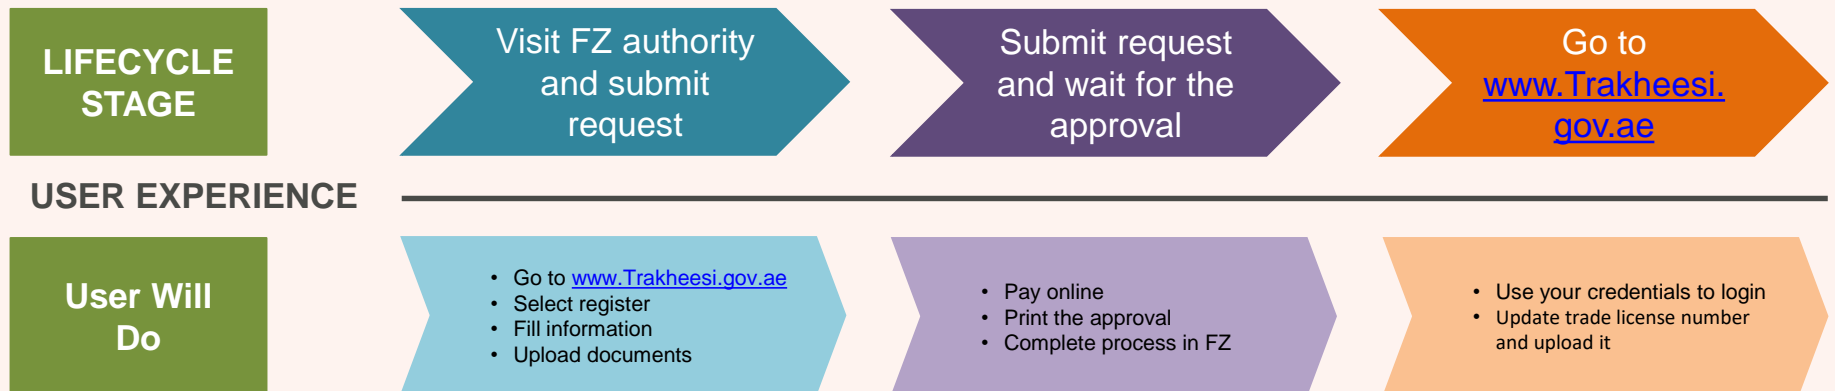 LIFECYCLE
STAGE
Visit FZ authority
and submit
request
Submit request
and wait for the
approval
Go to
www.Trakheesi.
gov.ae
USER EXPERIENCE
User Will
Do
• Go to www.Trakheesi.gov.ae
• Select register
• Fill information
• Upload documents
• Pay online
• Print the approval
• Complete process in FZ
• Use your credentials to login
• Update trade license number
and upload it